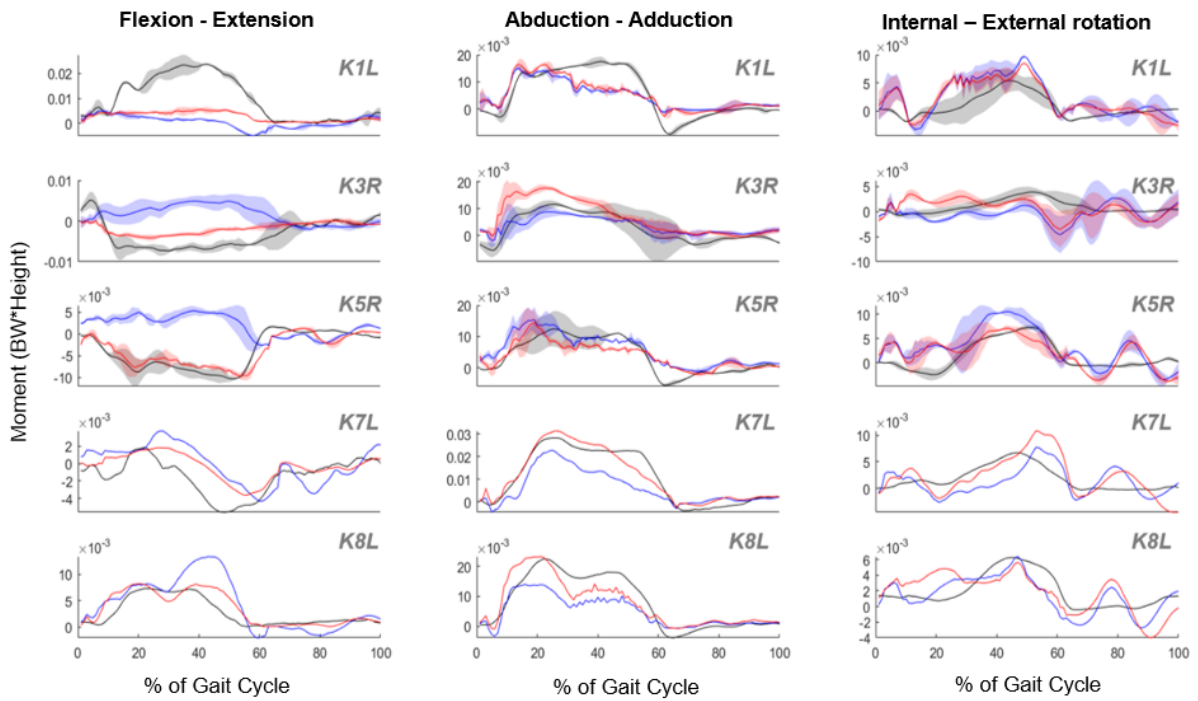 Flexion - Extension Abduction - Adduction Internal – External rotation
×10⁻³ ×10⁻³
K1L K1L K1L
0.02 20 10
0.01 10 5
0 0 0
×10⁻³ ×10⁻³
K3R K3R K3R
0.01 20 5
0 10 0
-0.01 0 -5
-10
Moment (BW*Height)
×10⁻³ ×10⁻³ ×10⁻³
K5R K5R K5R
5 20 10
0 10 5
-5 0 0
-10
×10⁻³ ×10⁻³
K7L K7L K7L
2 0.03 10
0 0.02 5
-2 0.01 0
-4 0
×10⁻³ ×10⁻³ ×10⁻³
K8L K8L K8L
10 20 6
5 10 4
0 0 2
0
-2
-4
0 20 40 60 80 100 0 20 40 60 80 100 0 20 40 60 80 100
% of Gait Cycle % of Gait Cycle % of Gait Cycle